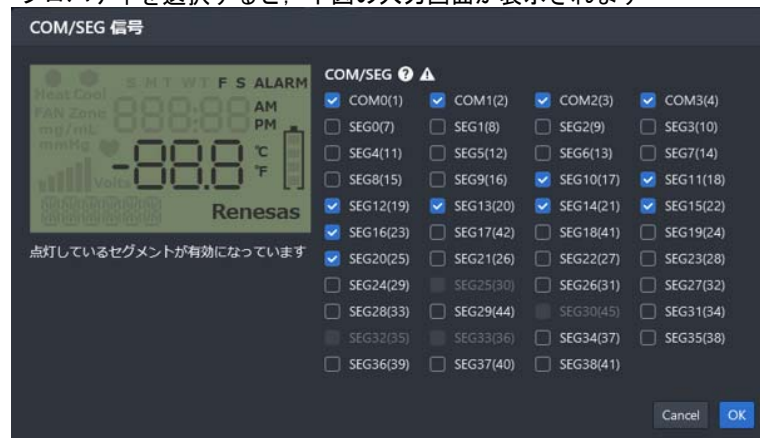 COM/SEG 信号
Heat Cool
S M T W T F S ALARM
FAN Zone
AM
mg/mL
PM
mmHg
-88.8
℃
℉
Volts
Renesas
点灯しているセグメントが有効になっています
COM/SEG
COM0(1) COM1(2) COM2(3) COM3(4)
SEG0(7) SEG1(8) SEG2(9) SEG3(10)
SEG4(11) SEG5(12) SEG6(13) SEG7(14)
SEG8(15) SEG9(16) SEG10(17) SEG11(18)
SEG12(19) SEG13(20) SEG14(21) SEG15(22)
SEG16(23) SEG17(42) SEG18(41) SEG19(24)
SEG20(25) SEG21(26) SEG22(27) SEG23(28)
SEG24(29) SEG25(30) SEG26(31) SEG27(32)
SEG28(33) SEG29(44) SEG30(45) SEG31(34)
SEG32(35) SEG33(36) SEG34(37) SEG35(38)
SEG36(39) SEG37(40) SEG38(41)
Cancel OK